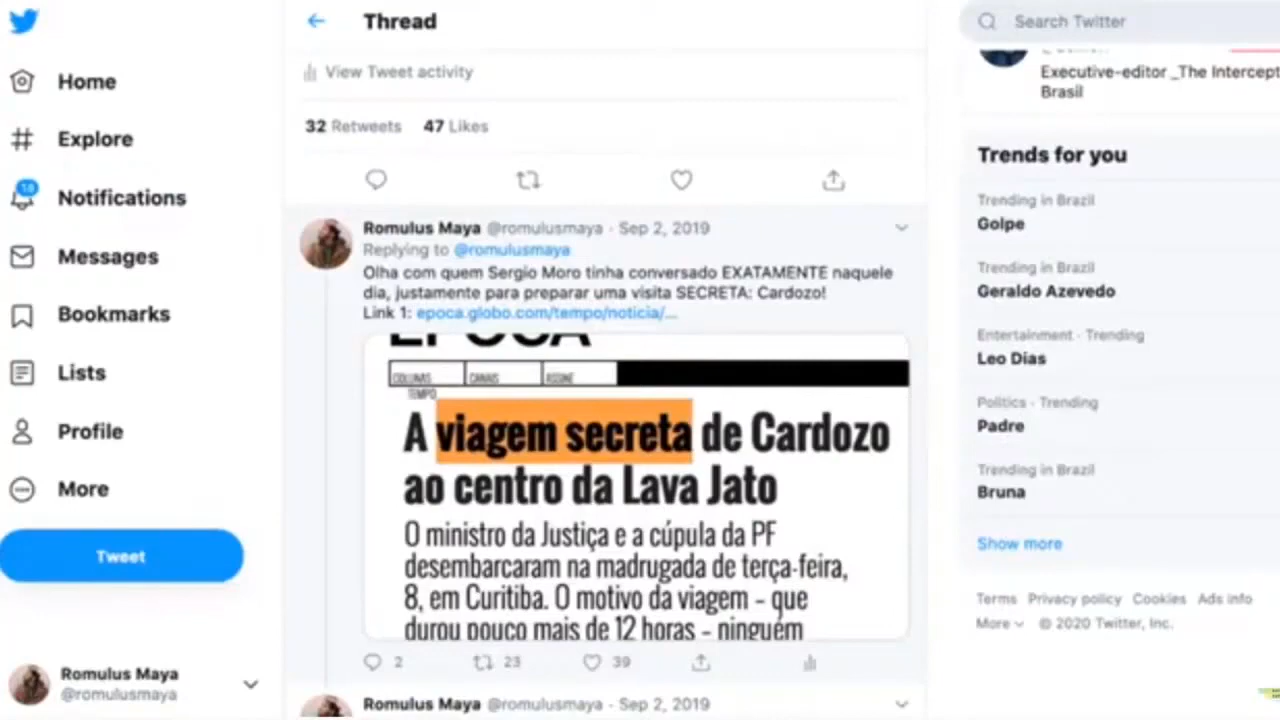 Home
Explore
Notifications
Messages
Bookmarks
Lists
Profile
More
Tweet
Romulus Maya
@romulusmaya
Thread
View Tweet activity
32 Retweets 47 Likes
Romulus Maya @romulusmaya · Sep 2, 2019
Replying to @romulusmaya
Olha com quem Sergio Moro tinha conversado EXATAMENTE naquele
dia, justamente para preparar uma visita SECRETA: Cardozo!
Link 1: epoca.globo.com/tempo/noticia/...
EPOCA
COLUNAS CANAIS ASSINE
TEMPO
A viagem secreta de Cardozo
ao centro da Lava Jato
O ministro da Justiça e a cúpula da PF
desembarcaram na madrugada de terça-feira,
8, em Curitiba. O motivo da viagem – que
durou pouco mais de 12 horas – ninguém
2 23 39
Romulus Maya @romulusmaya · Sep 2, 2019
Search Twitter
Executive-editor _The Intercept
Brasil
Trends for you
Trending in Brazil
Golpe
Trending in Brazil
Geraldo Azevedo
Entertainment · Trending
Leo Dias
Politics · Trending
Padre
Trending in Brazil
Bruna
Show more
Terms Privacy policy Cookies Ads info
More © 2020 Twitter, Inc.